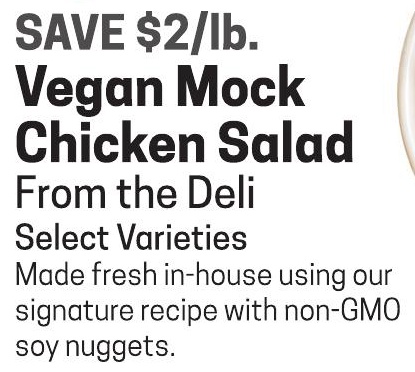 SAVE $2/lb.
Vegan Mock
Chicken Salad
From the Deli
Select Varieties
Made fresh in-house using our
signature recipe with non-GMO
soy nuggets.